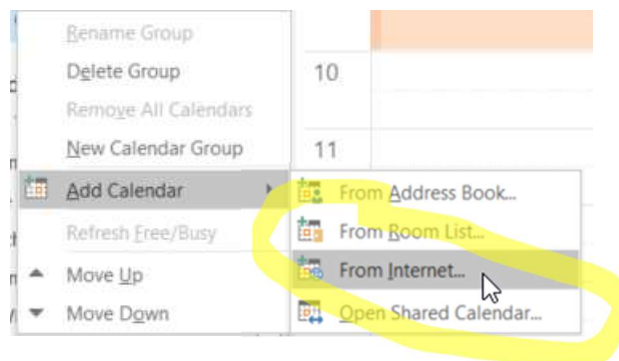 Rename Group
Delete Group
10
Remove All Calendars
New Calendar Group
11
Add Calendar
From Address Book...
Refresh Free/Busy
From Room List...
Move Up
From Internet...
Move Down
Open Shared Calendar...